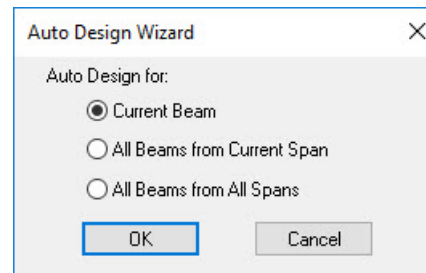 Auto Design Wizard
Auto Design for:
Current Beam
All Beams from Current Span
All Beams from All Spans
OK Cancel